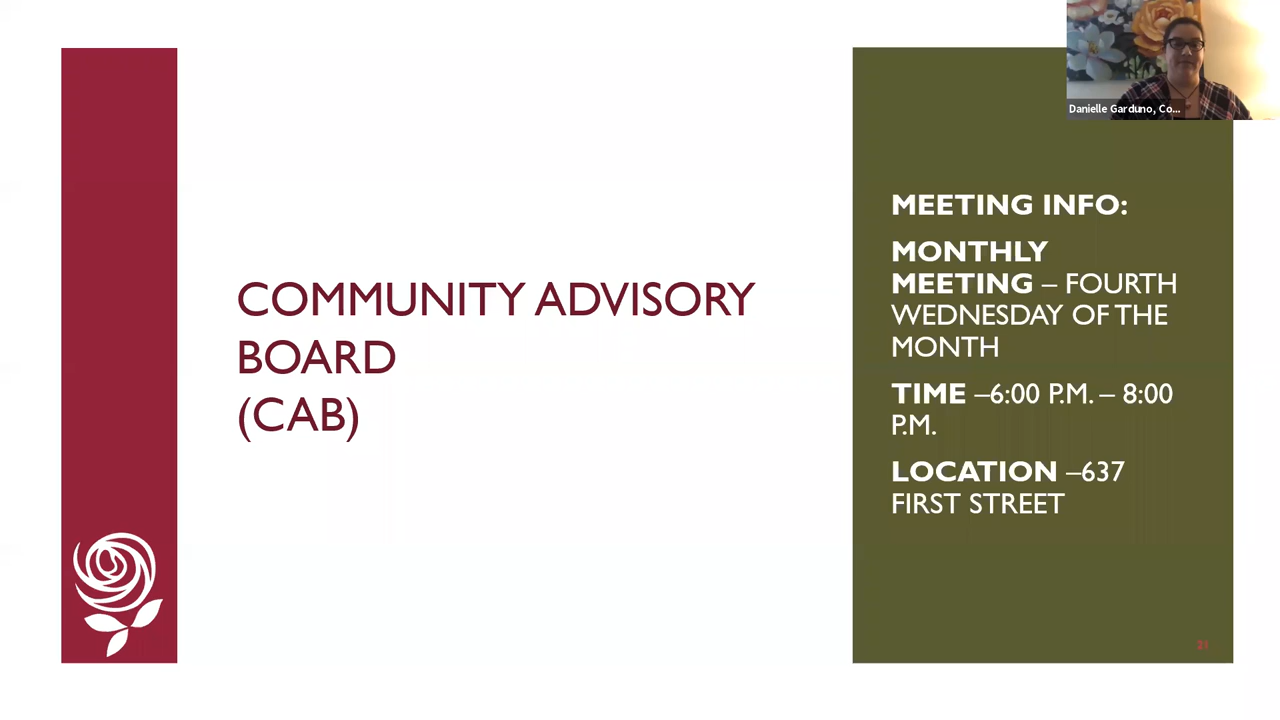 COMMUNITY ADVISORY
BOARD
(CAB)
MEETING INFO:
MONTHLY
MEETING – FOURTH
WEDNESDAY OF THE
MONTH
TIME –6:00 P.M. – 8:00
P.M.
LOCATION –637
FIRST STREET
21
Danielle Garduno, Co...